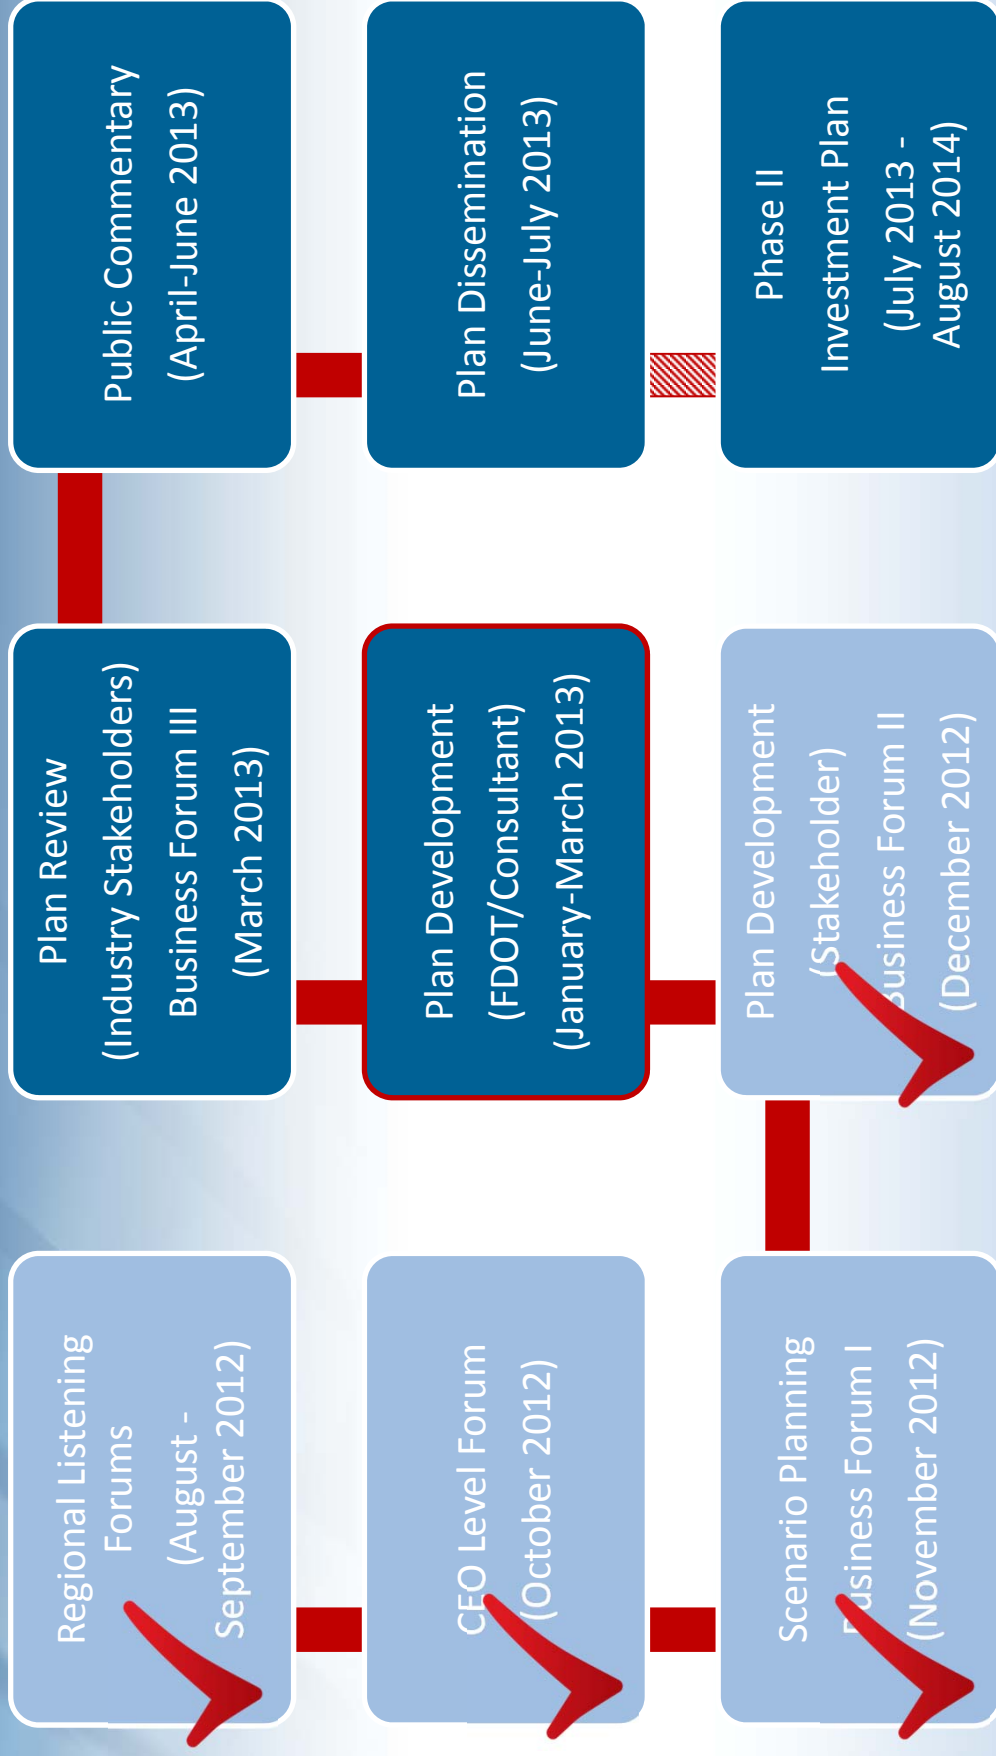 Regional Listening
Forums
(August -
September 2012)
CEO Level Forum
(October 2012)
Scenario Planning
Business Forum I
(November 2012)
Plan Development
(Stakeholder)
Business Forum II
(December 2012)
Plan Development
(FDOT/Consultant)
(January-March 2013)
Plan Review
(Industry Stakeholders)
Business Forum III
(March 2013)
Public Commentary
(April-June 2013)
Plan Dissemination
(June-July 2013)
Phase II
Investment Plan
(July 2013 -
August 2014)